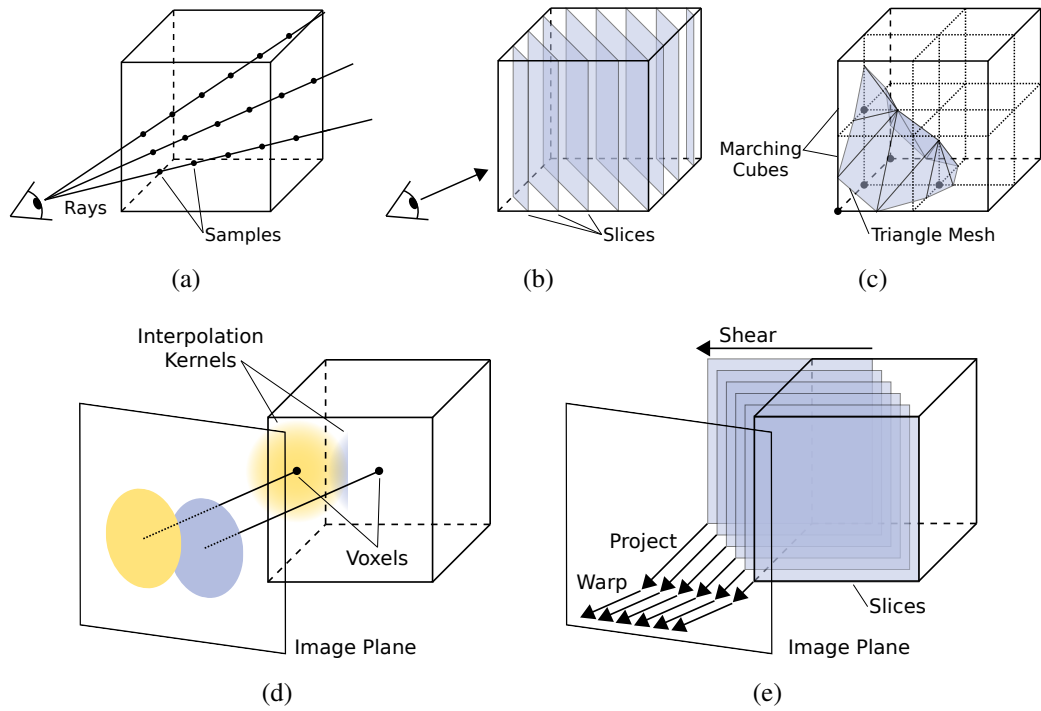 Rays
Samples
(a)
Slices
(b)
Marching
Cubes
Triangle Mesh
(c)
Interpolation
Kernels
Voxels
Image Plane
(d)
Shear
Project
Warp
Slices
Image Plane
(e)